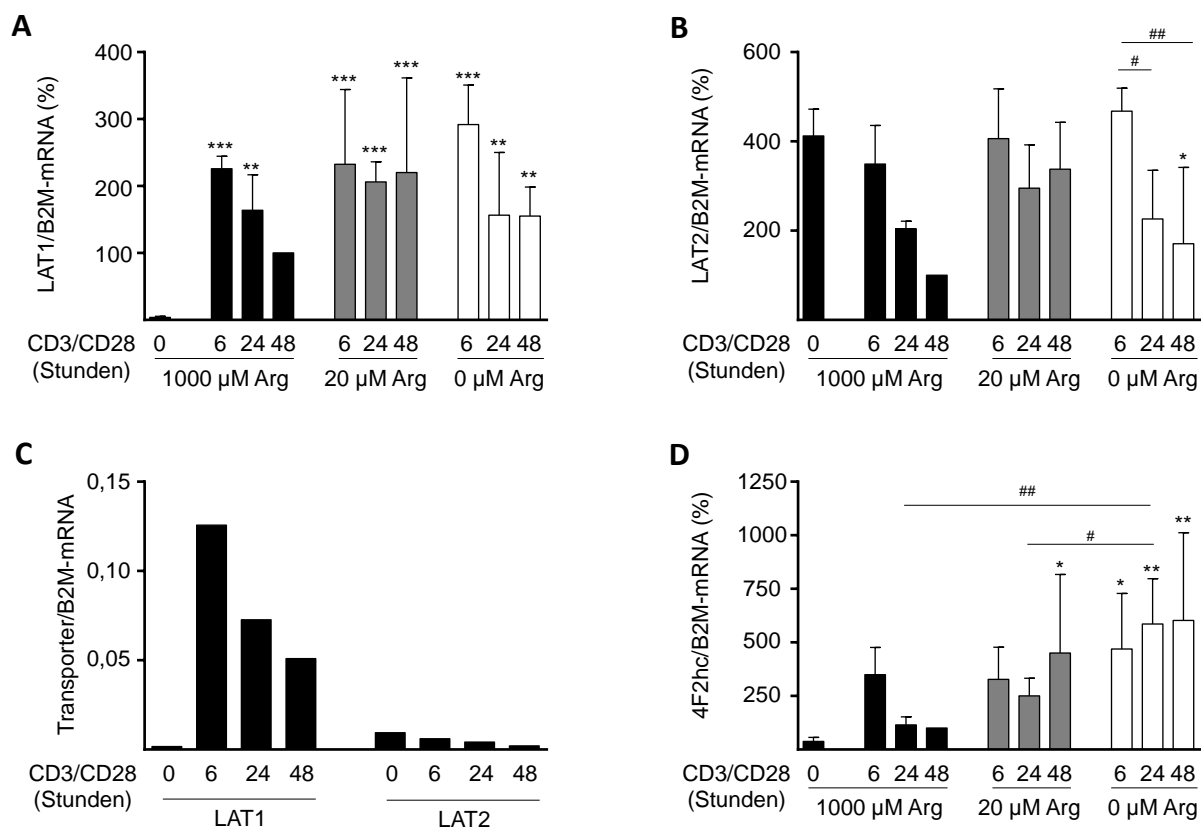 A
LAT1/B2M-mRNA (%)
400
300
200
100
*** ** *** *** *** *** ** **
CD3/CD28 0 6 24 48 6 24 48 6 24 48
(Stunden) 1000 µM Arg 20 µM Arg 0 µM Arg
B
LAT2/B2M-mRNA (%)
600
400
200
##
#
*
CD3/CD28 0 6 24 48 6 24 48 6 24 48
(Stunden) 1000 µM Arg 20 µM Arg 0 µM Arg
C
Transporter/B2M-mRNA
0,15
0,10
0,05
CD3/CD28 0 6 24 48 0 6 24 48
(Stunden) LAT1 LAT2
D
4F2hc/B2M-mRNA (%)
1250
1000
750
500
250
##
#
* * ** **
CD3/CD28 0 6 24 48 6 24 48 6 24 48
(Stunden) 1000 µM Arg 20 µM Arg 0 µM Arg